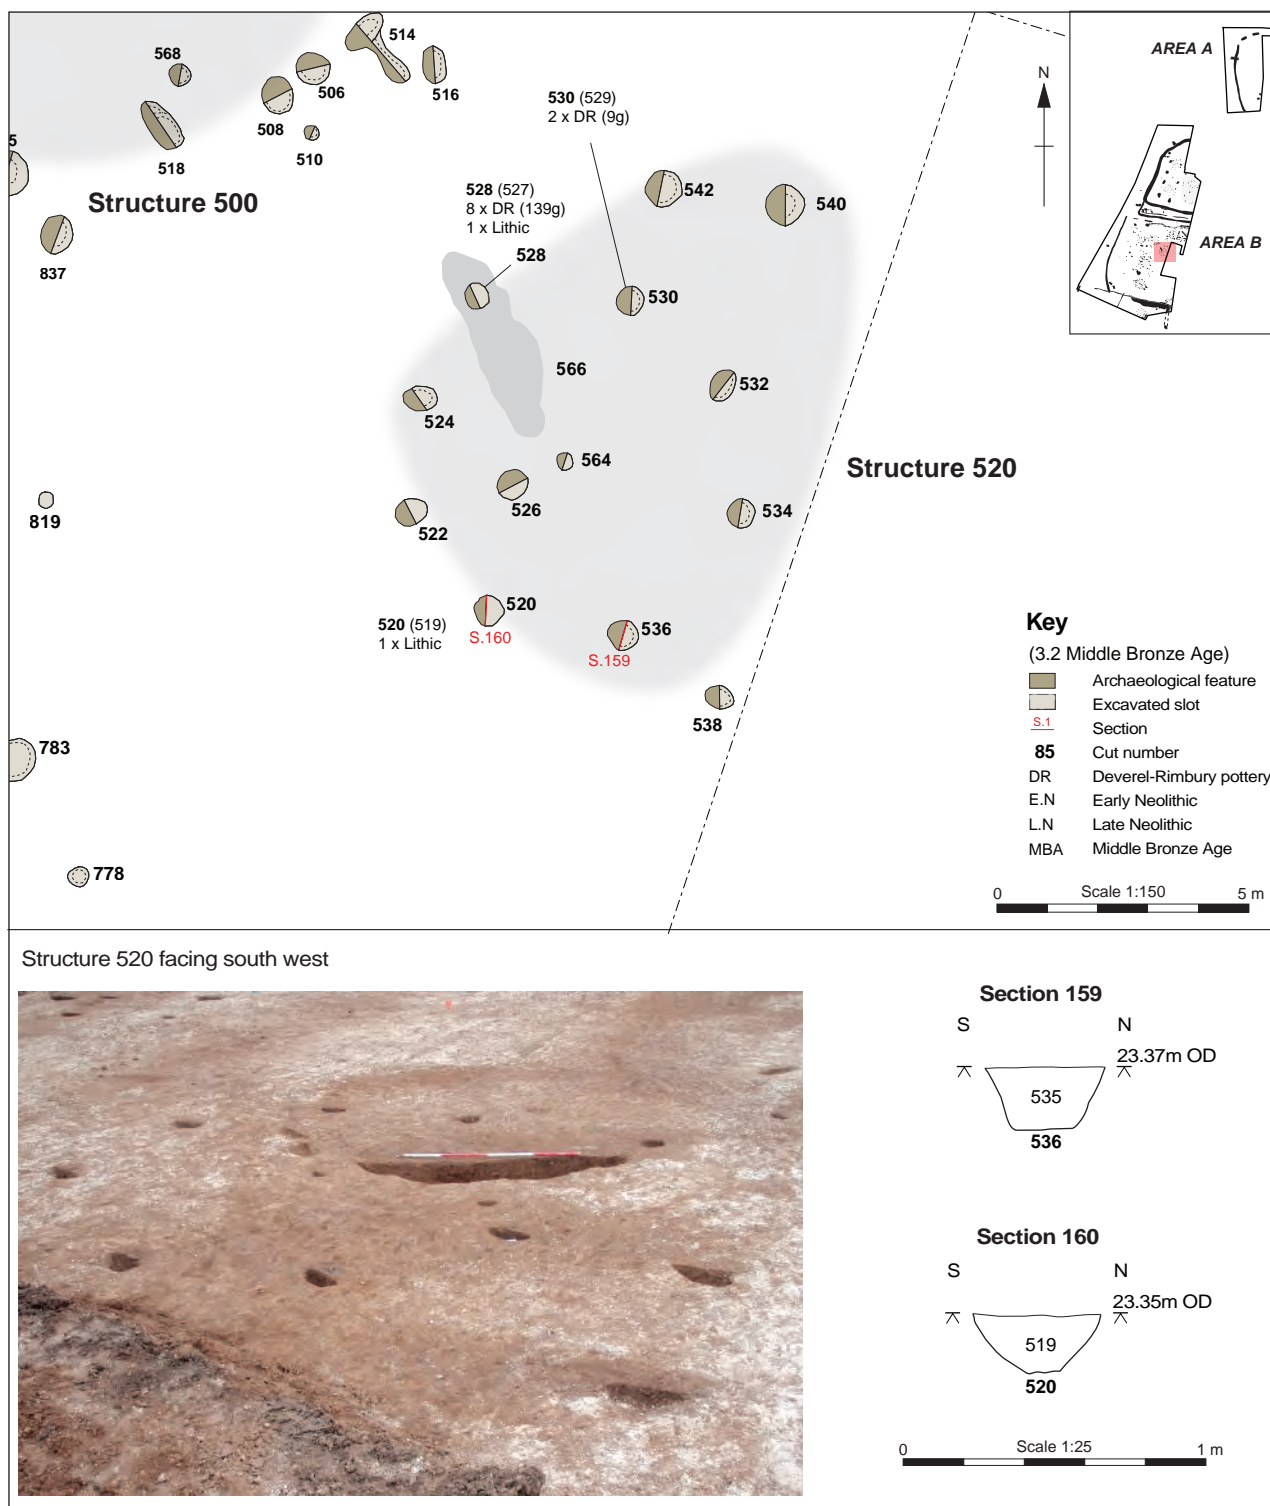 514
568
506
516
508
510
518
5
Structure 500
837
530 (529)
2 x DR (9g)
528 (527)
8 x DR (139g)
1 x Lithic
528
542
540
530
566
532
524
564
Structure 520
526
534
522
819
520
520 (519)
1 x Lithic
S.160
536
S.159
538
783
778
N
AREA A
AREA B
Key
(3.2 Middle Bronze Age)
Archaeological feature
Excavated slot
S.1 Section
85 Cut number
DR Deverel-Rimbury pottery
E.N Early Neolithic
L.N Late Neolithic
MBA Middle Bronze Age
0 Scale 1:150 5 m
Structure 520 facing south west
Section 159
S N
23.37m OD
535
536
Section 160
S N
23.35m OD
519
520
0 Scale 1:25 1 m